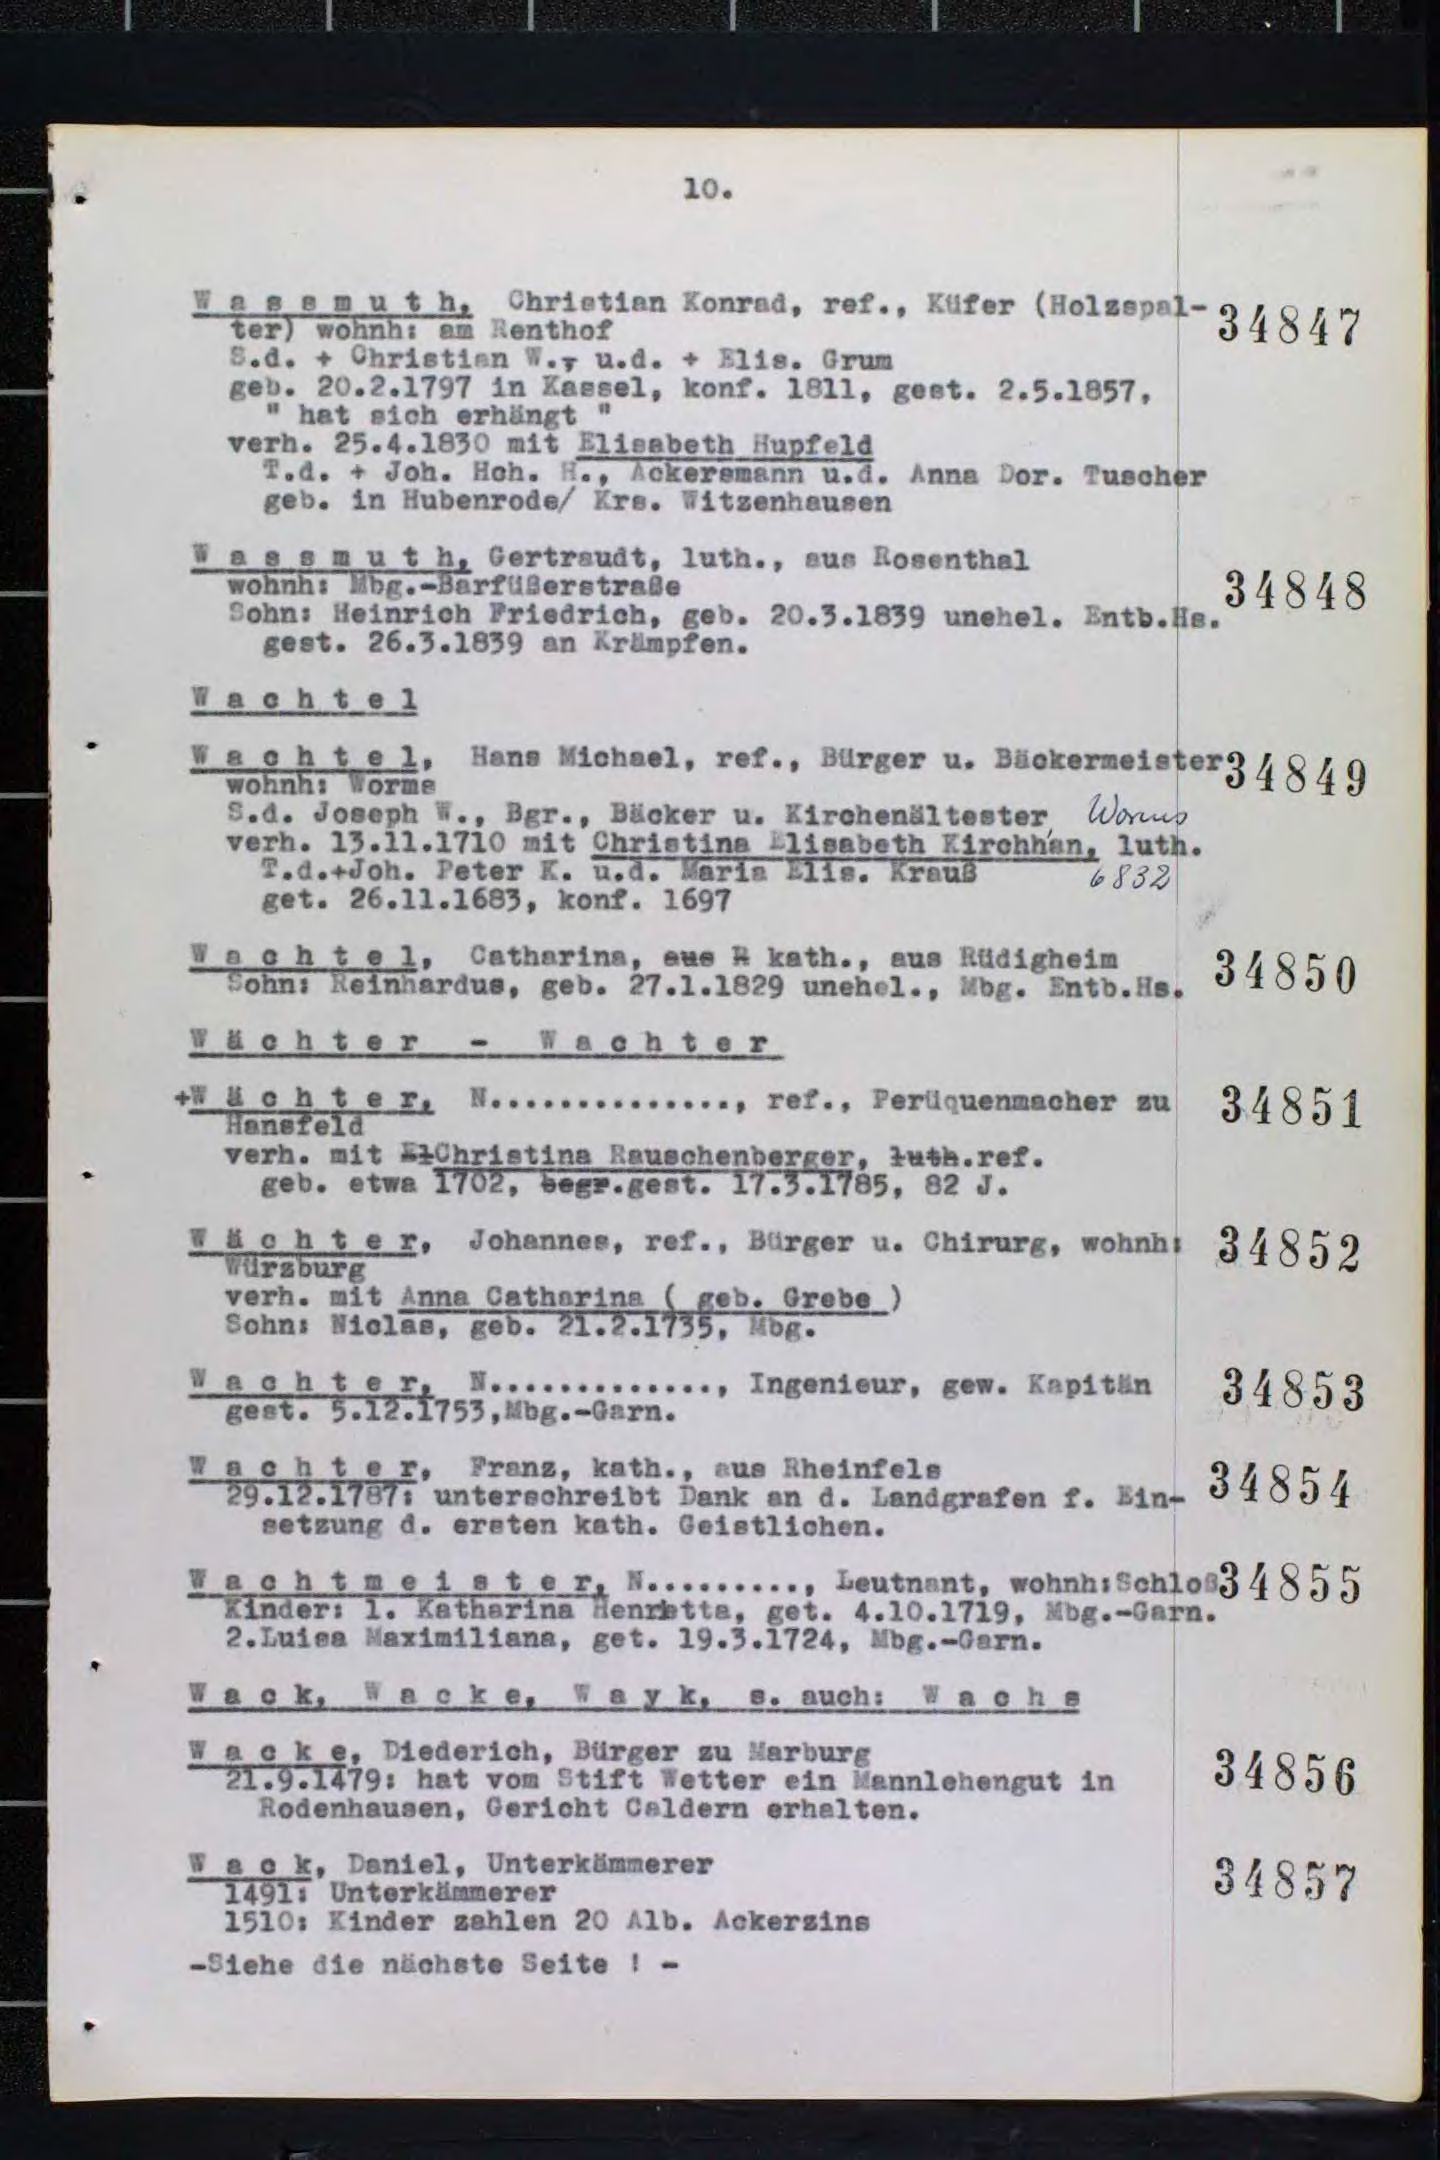 10.
W a s s m u t h, Christian Konrad, ref., Küfer (Holzspal- 34847
ter) wohnh: am Renthof
S.d. + Christian W., u.d. + Elis. Grum
geb. 20.2.1797 in Kassel, konf. 1811, gest. 2.5.1857,
" hat sich erhängt "
verh. 25.4.1830 mit Elisabeth Hupfeld
T.d. + Joh. Hch. H., Ackersmann u.d. Anna Dor. Tuscher
geb. in Hubenrode/ Krs. Witzenhausen
W a s s m u t h, Gertraudt, luth., aus Rosenthal
wohnh: Mbg.-Barfüßerstraße 34848
Sohn: Heinrich Friedrich, geb. 20.3.1839 unehel. Entb.Hs.
gest. 26.3.1839 an Krämpfen.
W a c h t e l
W a c h t e l, Hans Michael, ref., Bürger u. Bäckermeister 34849
wohnh: Worms
S.d. Joseph W., Bgr., Bäcker u. Kirchenältester, Worms
verh. 13.11.1710 mit Christina Elisabeth Kirchhan, luth.
T.d.+Joh. Peter K. u.d. Maria Elis. Krauß 6832
get. 26.11.1683, konf. 1697
W a c h t e l, Catharina, aus R kath., aus Rüdigheim 34850
Sohn: Reinhardus, geb. 27.1.1829 unehel., Mbg. Entb.Hs.
W ä c h t e r - W a c h t e r
+W ä c h t e r, N..............., ref., Perüquenmacher zu 34851
Hansfeld
verh. mit ElChristina Rauschenberger, luth.ref.
geb. etwa 1702, begr.gest. 17.3.1785, 82 J.
W ä c h t e r, Johannes, ref., Bürger u. Chirurg, wohnh: 34852
Würzburg
verh. mit Anna Catharina ( geb. Grebe )
Sohn: Niclas, geb. 21.2.1735, Mbg.
W a c h t e r, N.............., Ingenieur, gew. Kapitän 34853
gest. 5.12.1753,Mbg.-Garn.
W a c h t e r, Franz, kath., aus Rheinfels
29.12.1787: unterschreibt Dank an d. Landgrafen f. Ein- 34854
setzung d. ersten kath. Geistlichen.
W a c h t m e i s t e r, N.........., Leutnant, wohnh:Schloß 34855
Kinder: 1. Katharina Henrietta, get. 4.10.1719, Mbg.-Garn.
2.Luisa Maximiliana, get. 19.3.1724, Mbg.-Garn.
W a c k, W a c k e, W a y k, s. auch: W a c h s
W a c k e, Diederich, Bürger zu Marburg 34856
21.9.1479: hat vom Stift Wetter ein Mannlehengut in
Rodenhausen, Gericht Caldern erhalten.
W a c k, Daniel, Unterkämmerer 34857
1491: Unterkämmerer
1510: Kinder zahlen 20 Alb. Ackerzins
-Siehe die nächste Seite ! -